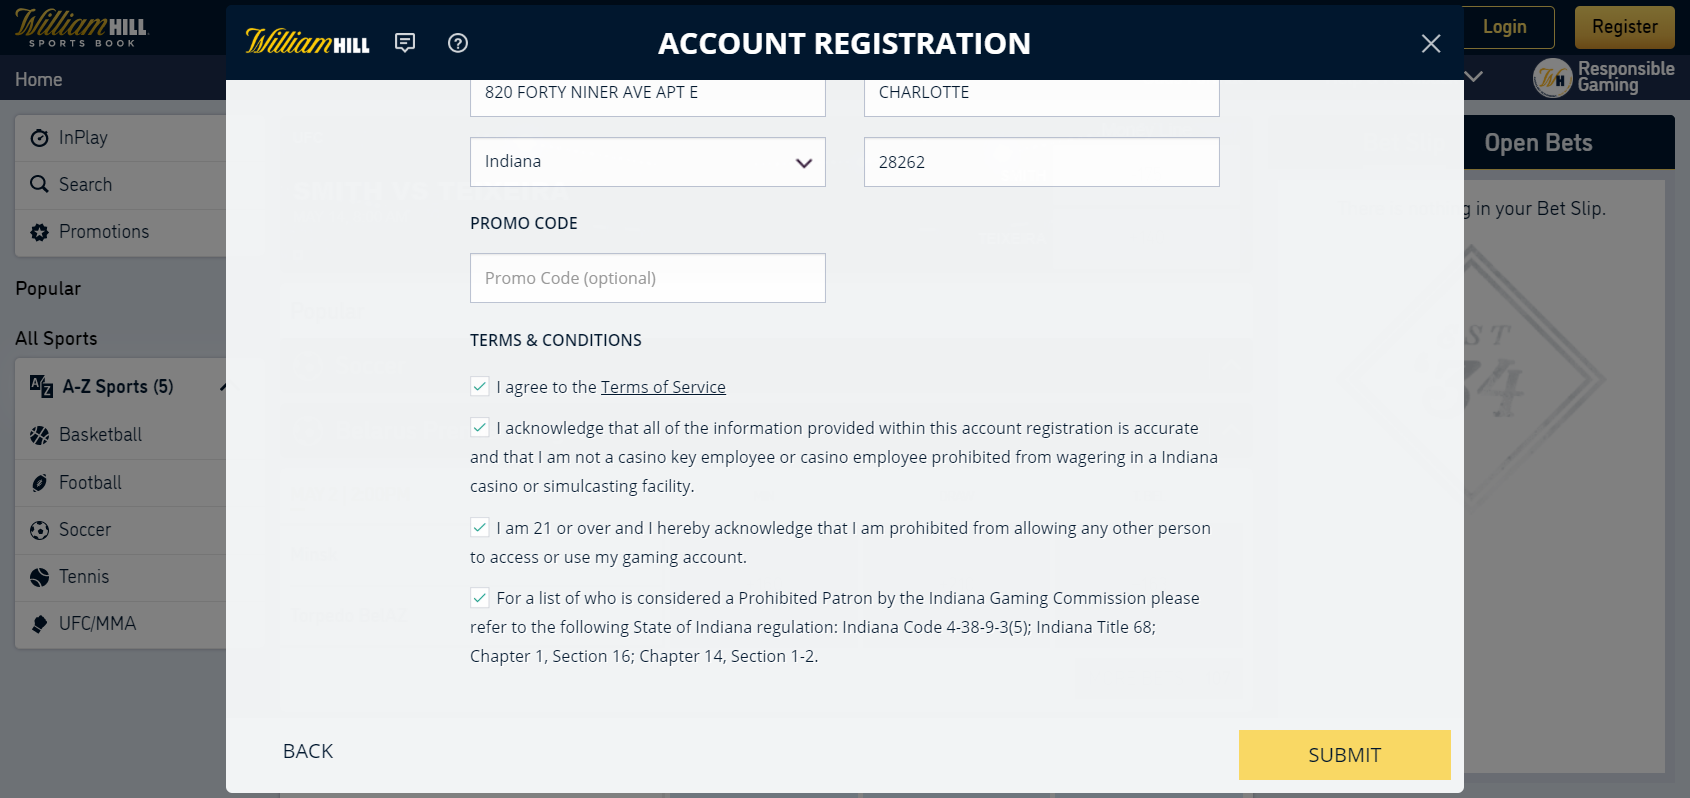 William HILL
SPORTS BOOK
William HILL
ACCOUNT REGISTRATION
Login
Register
Home
Responsible
Gaming
820 FORTY NINER AVE APT E
CHARLOTTE
InPlay
Search
Promotions
Indiana
28262
Open Bets
PROMO CODE
in your Bet Slip.
Promo Code (optional)
Popular
All Sports
TERMS & CONDITIONS
A-Z Sports (5)
Basketball
Football
Soccer
Tennis
UFC/MMA
I agree to the Terms of Service
I acknowledge that all of the information provided within this account registration is accurate
and that I am not a casino key employee or casino employee prohibited from wagering in a Indiana
casino or simulcasting facility.
I am 21 or over and I hereby acknowledge that I am prohibited from allowing any other person
to access or use my gaming account.
For a list of who is considered a Prohibited Patron by the Indiana Gaming Commission please
refer to the following State of Indiana regulation: Indiana Code 4-38-9-3(5); Indiana Title 68;
Chapter 1, Section 16; Chapter 14, Section 1-2.
BACK
SUBMIT